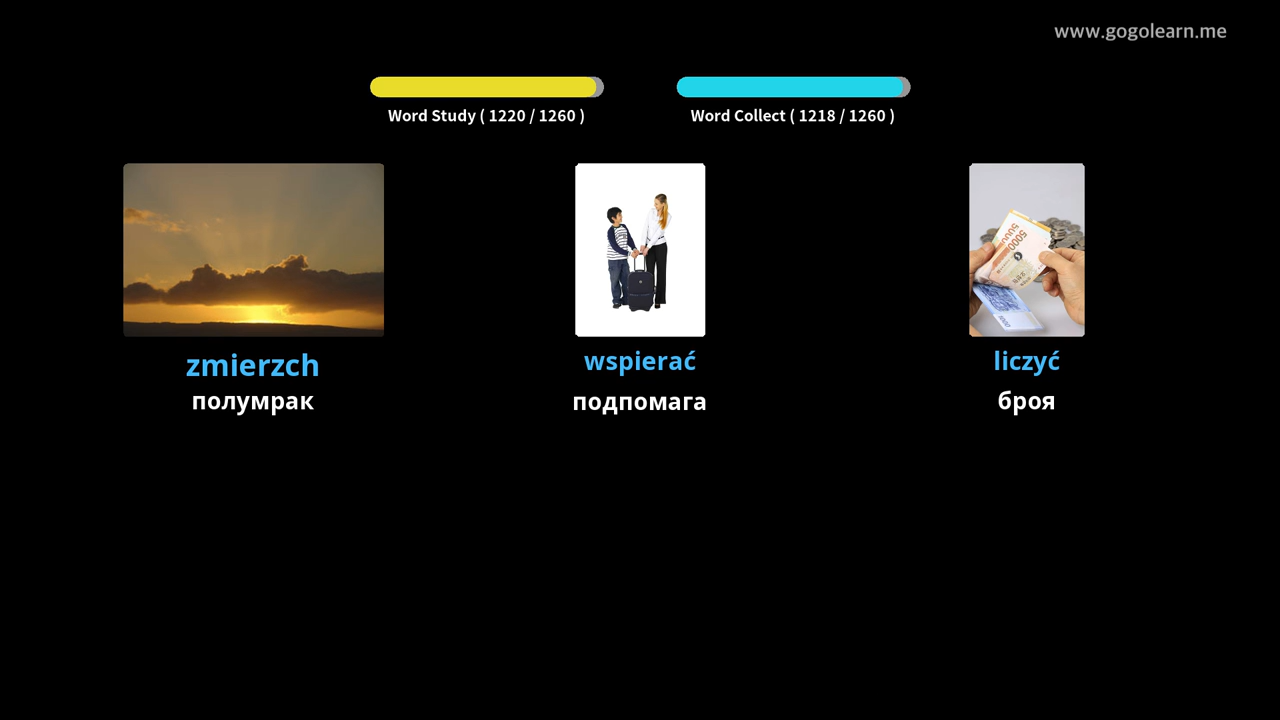 www.gogolearn.me
Word Study ( 1220 / 1260 )
Word Collect ( 1218 / 1260 )
zmierzch
полумрак
wspierać
подпомага
liczyć
броя